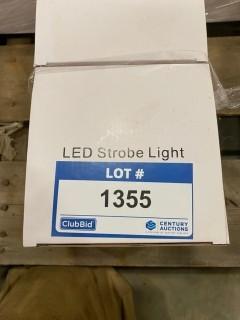 LED Strobe Light
LOT #
1355
ClubBid
CENTURY
AUCTIONS